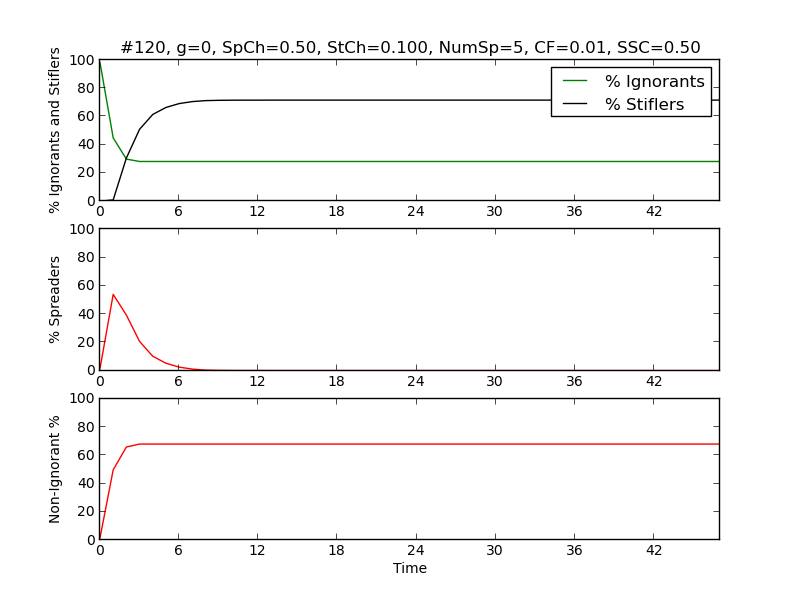 #120, g=0, SpCh=0.50, StCh=0.100, NumSp=5, CF=0.01, SSC=0.50
% Ignorants and Stiflers
100
80
60
40
20
0
% Ignorants
% Stiflers
0 6 12 18 24 30 36 42
% Spreaders
100
80
60
40
20
0
0 6 12 18 24 30 36 42
Non-Ignorant %
100
80
60
40
20
0
0 6 12 18 24 30 36 42
Time